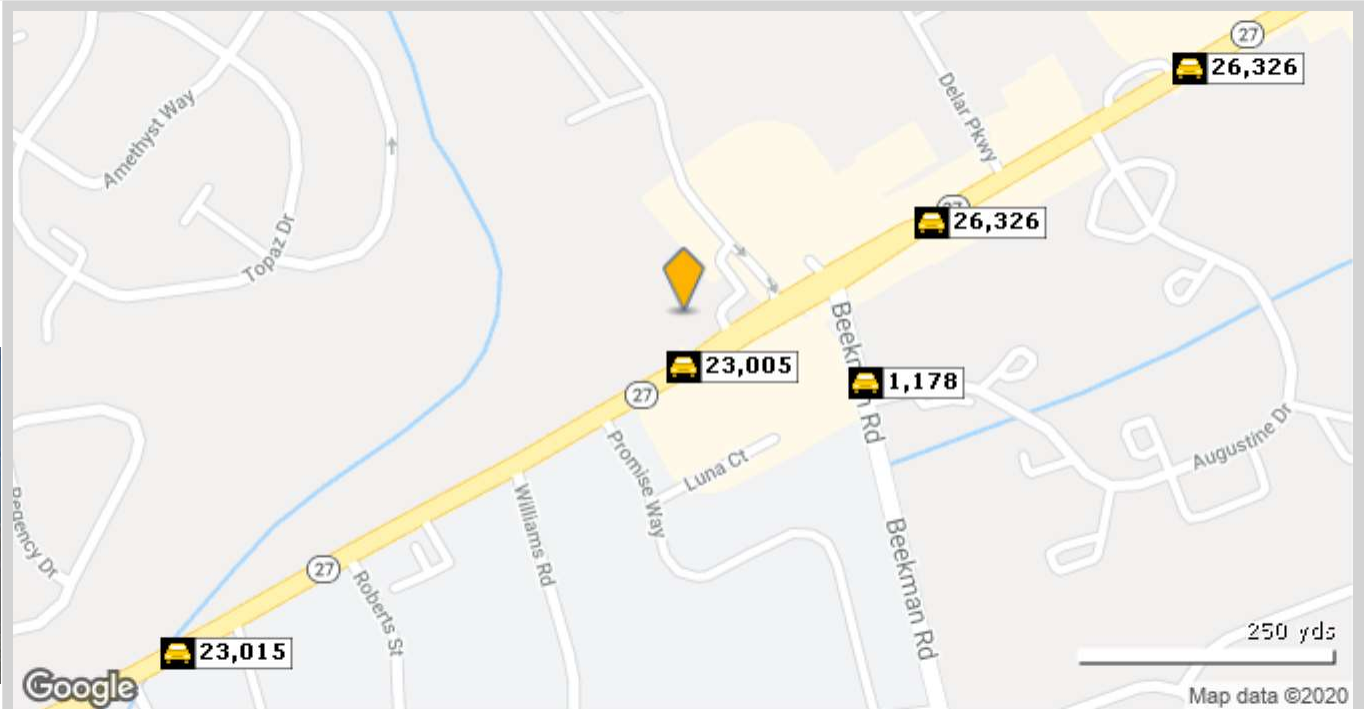 27
26,326
Amethyst Way
Delar Pkwy
Topaz Dr
27
26,326
Beekman Rd
23,005
1,178
27
Promise Way
Luna Ct
Augustine Dr
Williams Rd
Regency Dr
Beekman Rd
27
Roberts St
250 yds
23,015
Google
Map data ©2020